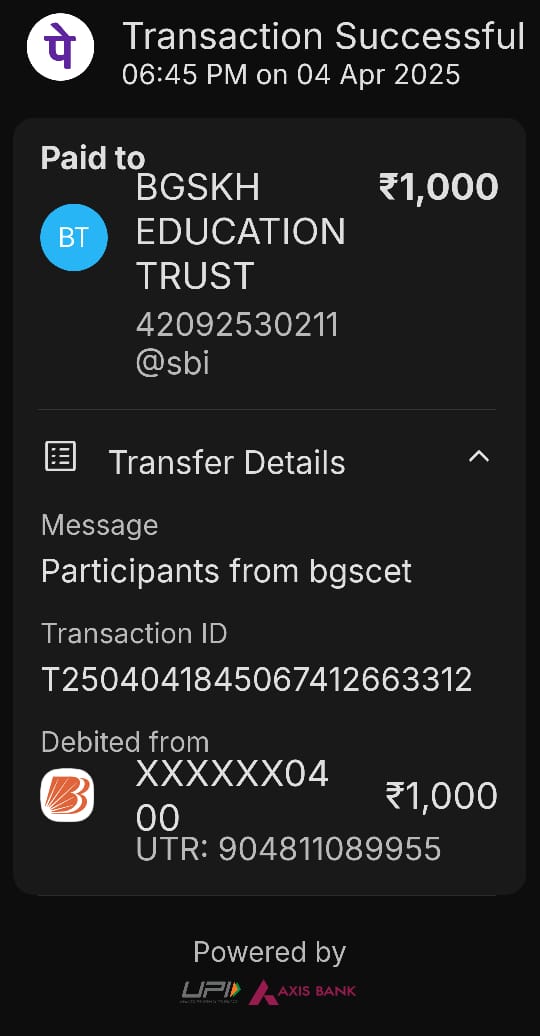 पे
Transaction Successful
06:45 PM on 04 Apr 2025
Paid to
BGSKH
EDUCATION
TRUST
₹1,000
BT
42092530211
@sbi
Transfer Details
Message
Participants from bgscet
Transaction ID
T2504041845067412663312
Debited from
XXXXXX04
00
₹1,000
UTR: 904811089955
Powered by
UPI AXIS BANK